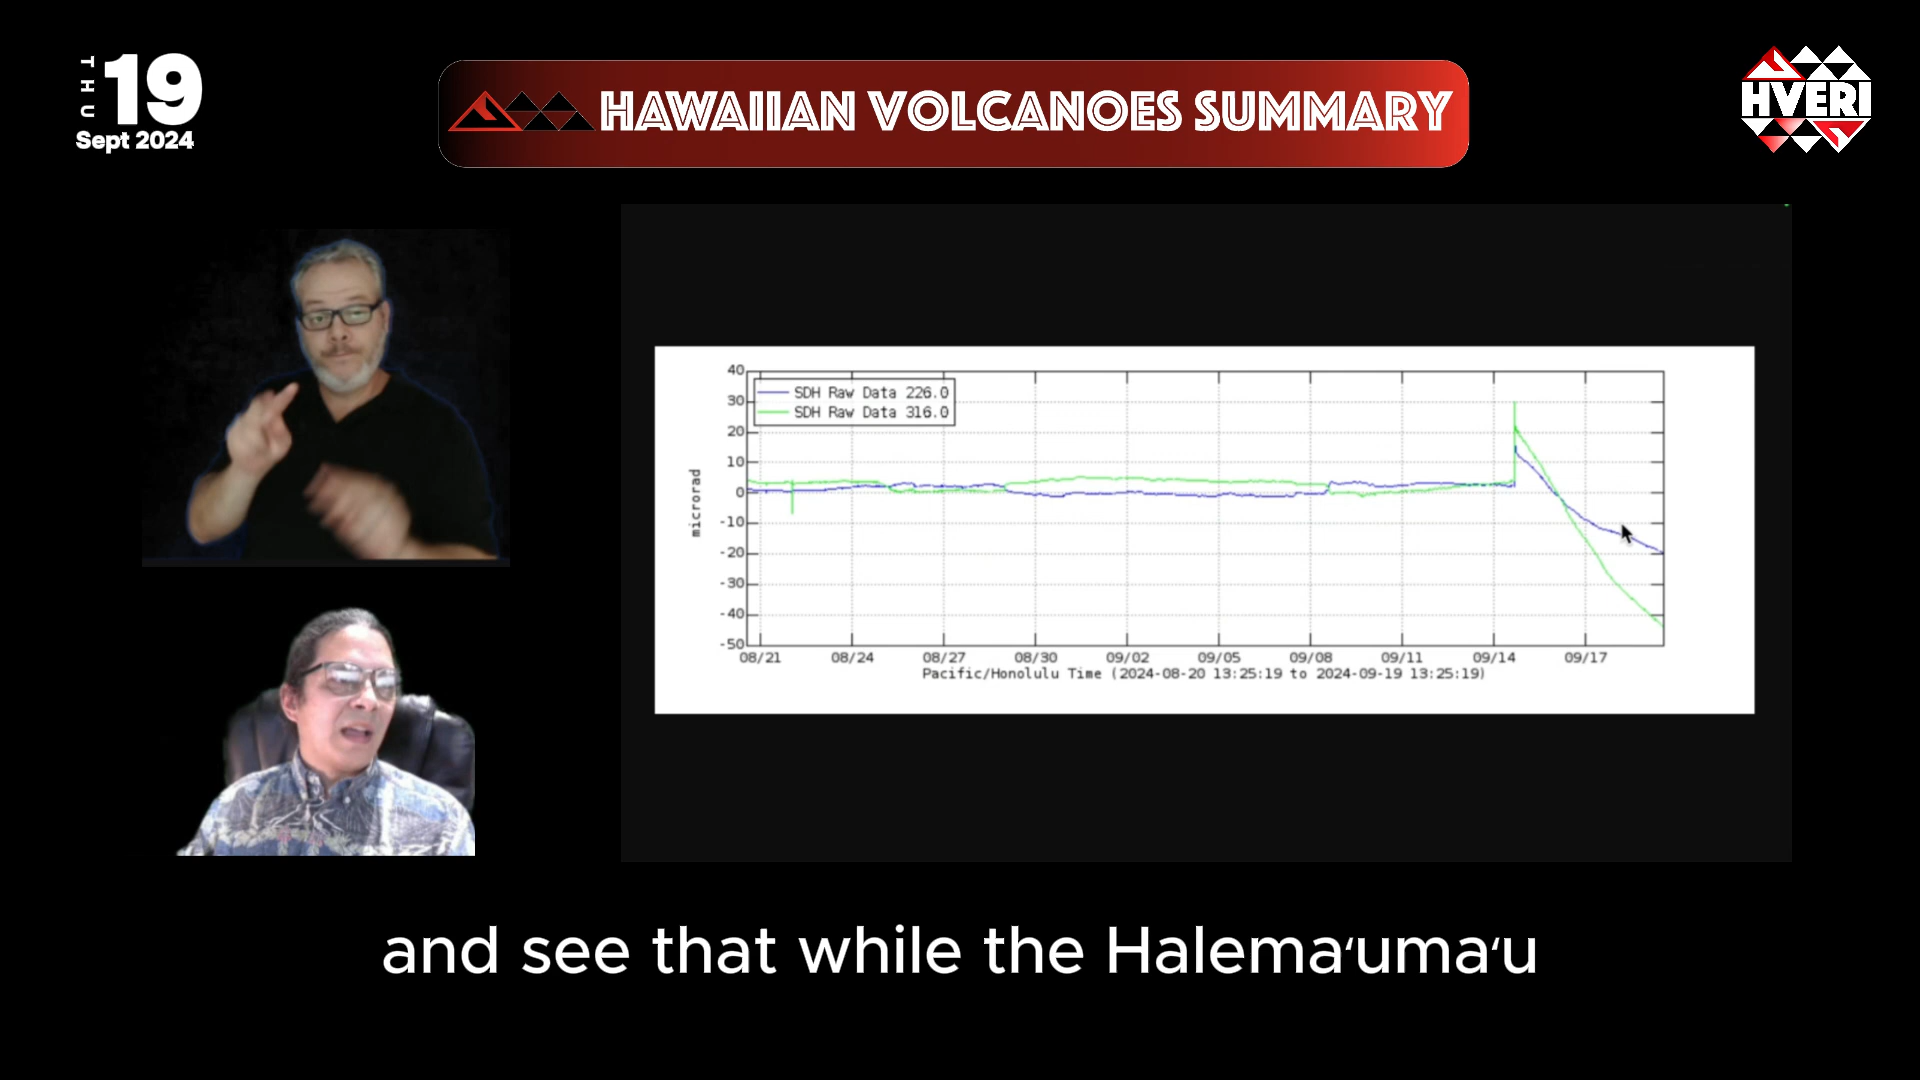 THU
19
Sept 2024
HAWAIIAN VOLCANOES SUMMARY
HVERI
40
30
20
10
0
-10
-20
-30
-40
-50
microrad
SDH Raw Data 226.0
SDH Raw Data 316.0
08/21 08/24 08/27 08/30 09/02 09/05 09/08 09/11 09/14 09/17
Pacific/Honolulu Time (2024-08-20 13:25:19 to 2024-09-19 13:25:19)
and see that while the Halemaʻumaʻu